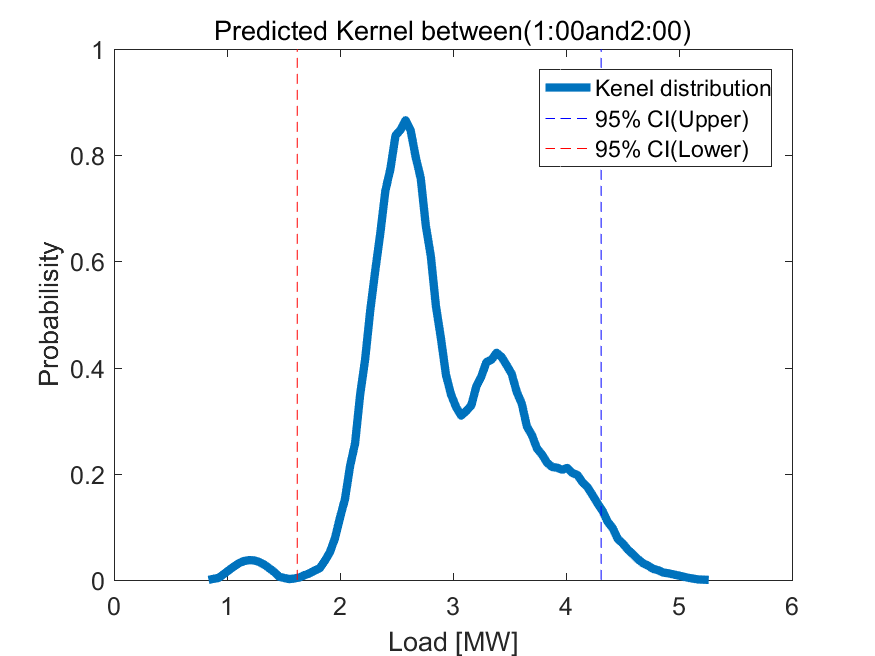 Predicted Kernel between(1:00and2:00)
Kenel distribution
95% CI(Upper)
95% CI(Lower)
Probabilisity
1
0.8
0.6
0.4
0.2
0
0 1 2 3 4 5 6
Load [MW]